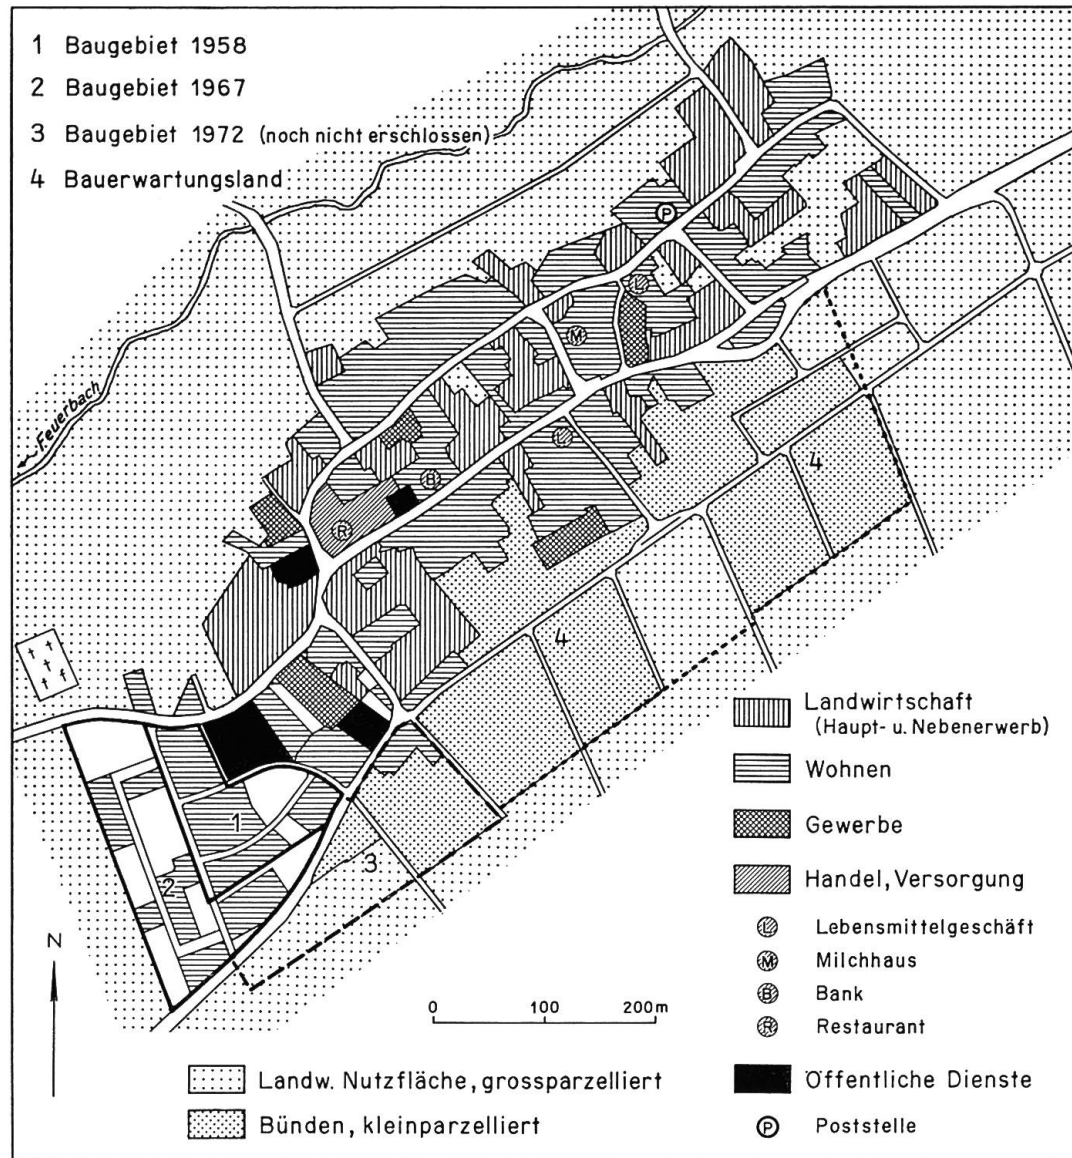 1 Baugebiet 1958
2 Baugebiet 1967
3 Baugebiet 1972 (noch nicht erschlossen)
4 Bauerwartungsland
P
L
Feuerbach
M
4
L
B
R
4
1
3
2
N
Landwirtschaft
(Haupt- u. Nebenerwerb)
Wohnen
Gewerbe
Handel, Versorgung
L Lebensmittelgeschäft
M Milchhaus
B Bank
R Restaurant
0 100 200m
Landw. Nutzfläche, grossparzelliert
Bünden, kleinparzelliert
Öffentliche Dienste
P Poststelle